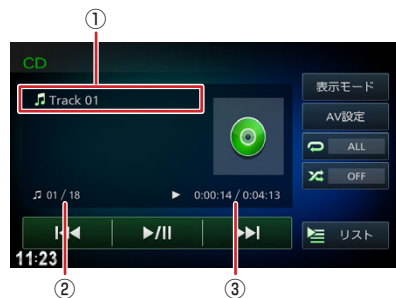 ①
CD
Track 01
表示モード
AV設定
ALL
OFF
01 / 18
0:00:14 / 0:04:13
リスト
11:23
② ③